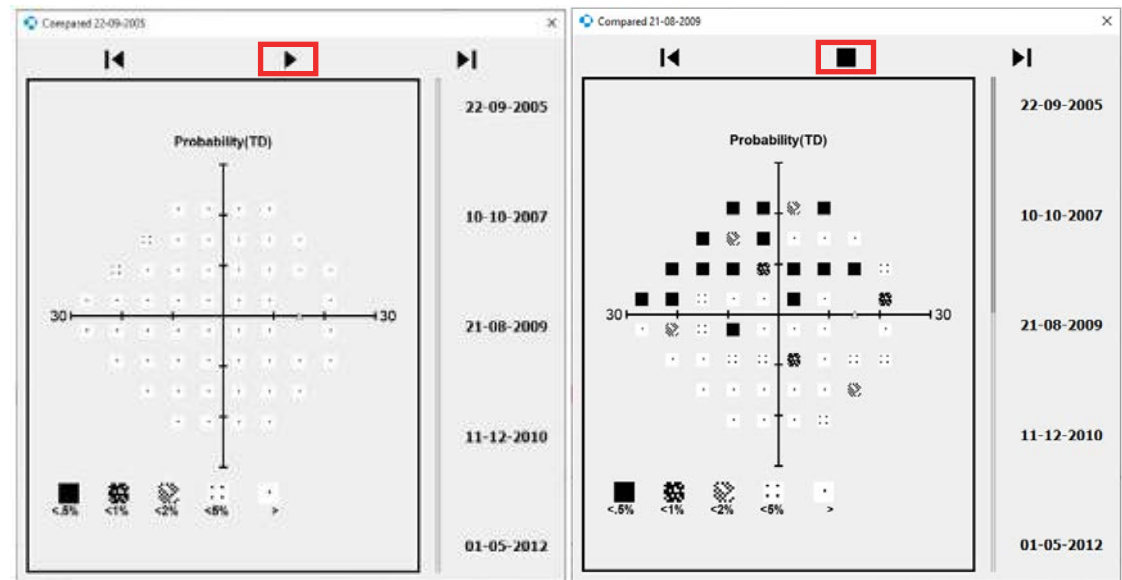 Compared 22-09-2005
Probability(TD)
30 30
<.5% <1% <2% <5% >
22-09-2005
10-10-2007
21-08-2009
11-12-2010
01-05-2012
Compared 21-08-2009
Probability(TD)
30 30
<.5% <1% <2% <5% >
22-09-2005
10-10-2007
21-08-2009
11-12-2010
01-05-2012